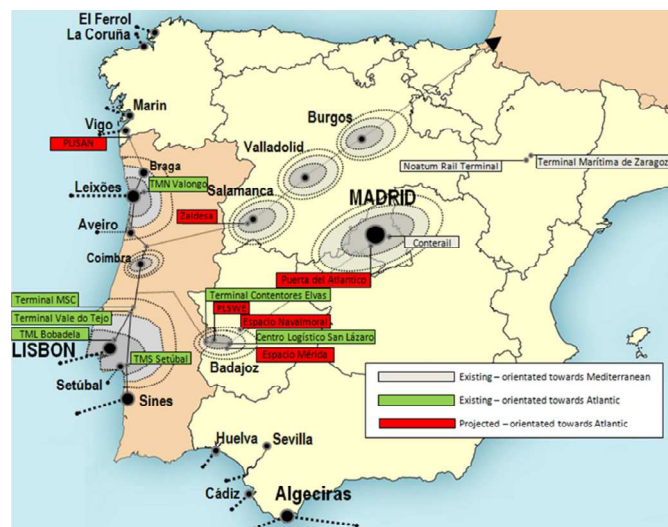 El Ferrol
La Coruña
Marin
Vigo
PLISAN
Braga
TMN Valongo
Leixões
Aveiro
Coimbra
Burgos
Valladolid
Salamanca
Zaldesa
MADRID
Conterail
Noatum Rail Terminal
Terminal Marítima de Zaragoz
Puerta del Atlantico
Terminal Contentores Elvas
PLSWE
Espacio Navalmoral
Centro Logístico San Lázaro
Espacio Mérida
Badajoz
Terminal MSC
Terminal Vale do Tejo
TML Bobadela
LISBON
TMS Setúbal
Setúbal
Sines
Huelva
Sevilla
Cádiz
Algeciras
Existing – orientated towards Mediterranean
Existing – orientated towards Atlantic
Projected – orientated towards Atlantic